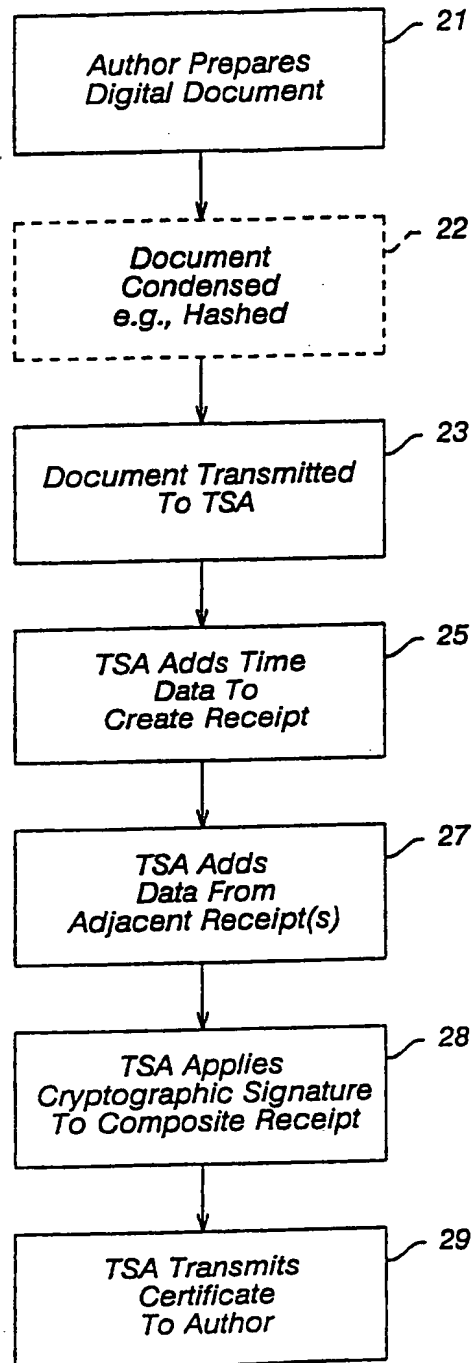 21
Author Prepares
Digital Document
22
Document
Condensed
e.g., Hashed
23
Document Transmitted
To TSA
25
TSA Adds Time
Data To
Create Receipt
27
TSA Adds
Data From
Adjacent Receipt(s)
28
TSA Applies
Cryptographic Signature
To Composite Receipt
29
TSA Transmits
Certificate
To Author